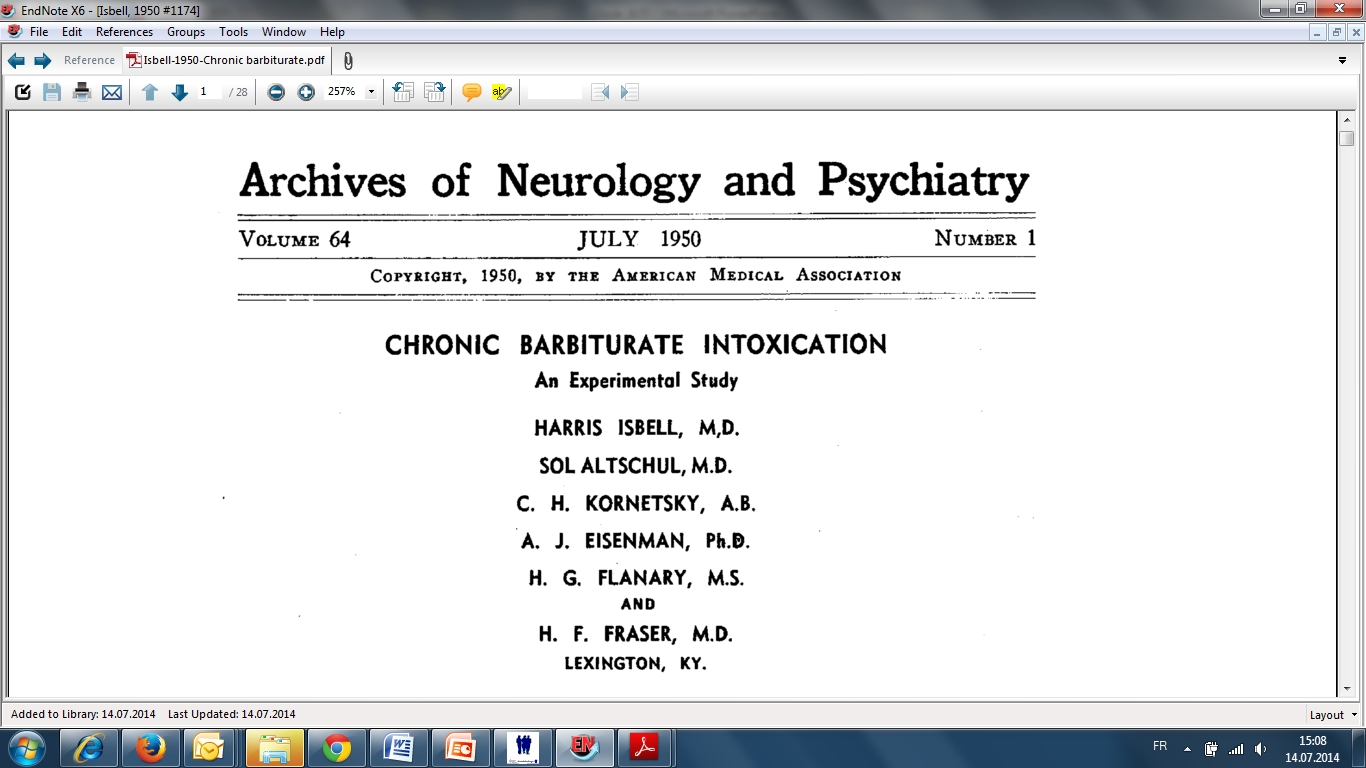 EndNote X6 - [Isbell, 1950 #1174]
File Edit References Groups Tools Window Help
Reference Isbell-1950-Chronic barbiturate.pdf
1 / 28 257%
Archives of Neurology and Psychiatry
VOLUME 64 JULY 1950 NUMBER 1
COPYRIGHT, 1950, BY THE AMERICAN MEDICAL ASSOCIATION
CHRONIC BARBITURATE INTOXICATION
An Experimental Study
HARRIS ISBELL, M,D.
SOL ALTSCHUL, M.D.
C. H. KORNETSKY, A.B.
A. J. EISENMAN, Ph.D.
H. G. FLANARY, M.S.
AND
H. F. FRASER, M.D.
LEXINGTON, KY.
Added to Library: 14.07.2014 Last Updated: 14.07.2014 Layout
FR 15:08
14.07.2014